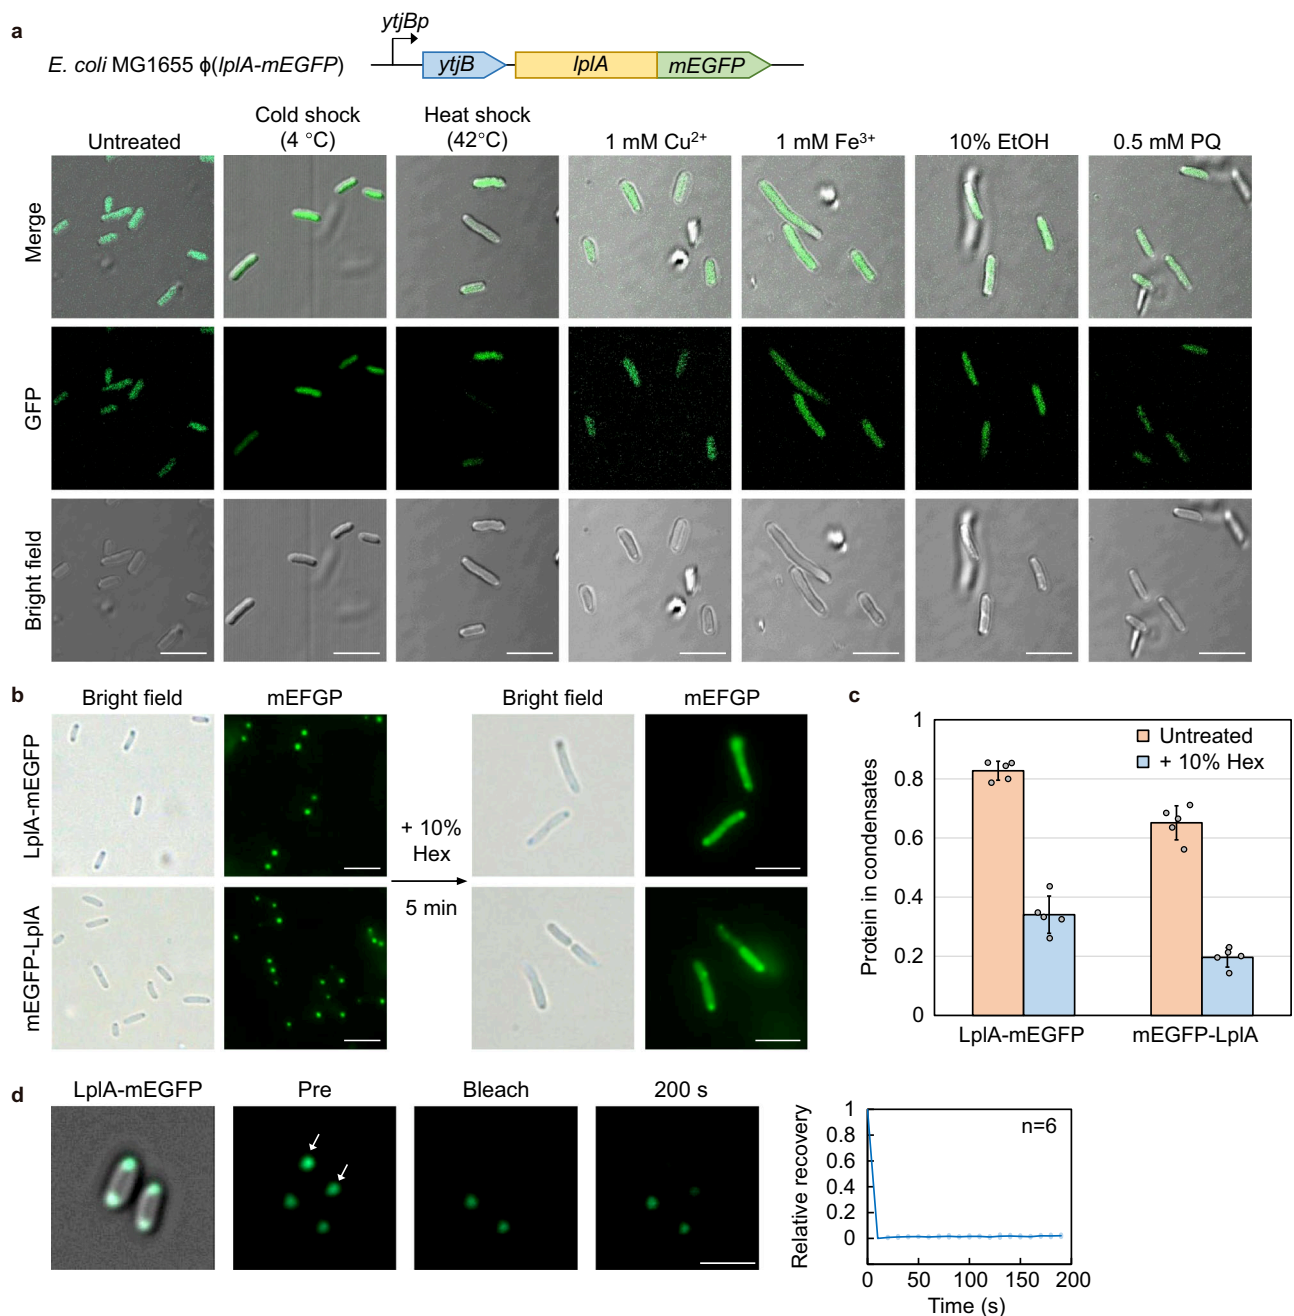 a
ytjBp
E. coli MG1655 ϕ(lplA-mEGFP)
ytjB
lplA
mEGFP
Untreated
Cold shock
(4 °C)
Heat shock
(42°C)
1 mM Cu²⁺
1 mM Fe³⁺
10% EtOH
0.5 mM PQ
Merge
GFP
Bright field
b
Bright field
mEFGP
Bright field
mEFGP
LplA-mEGFP
mEGFP-LplA
+ 10%
Hex
5 min
c
Protein in condensates
1
0.8
0.6
0.4
0.2
0
Untreated
+ 10% Hex
LplA-mEGFP
mEGFP-LplA
d
LplA-mEGFP
Pre
Bleach
200 s
Relative recovery
1
0.8
0.6
0.4
0.2
0
n=6
0
50
100
150
200
Time (s)